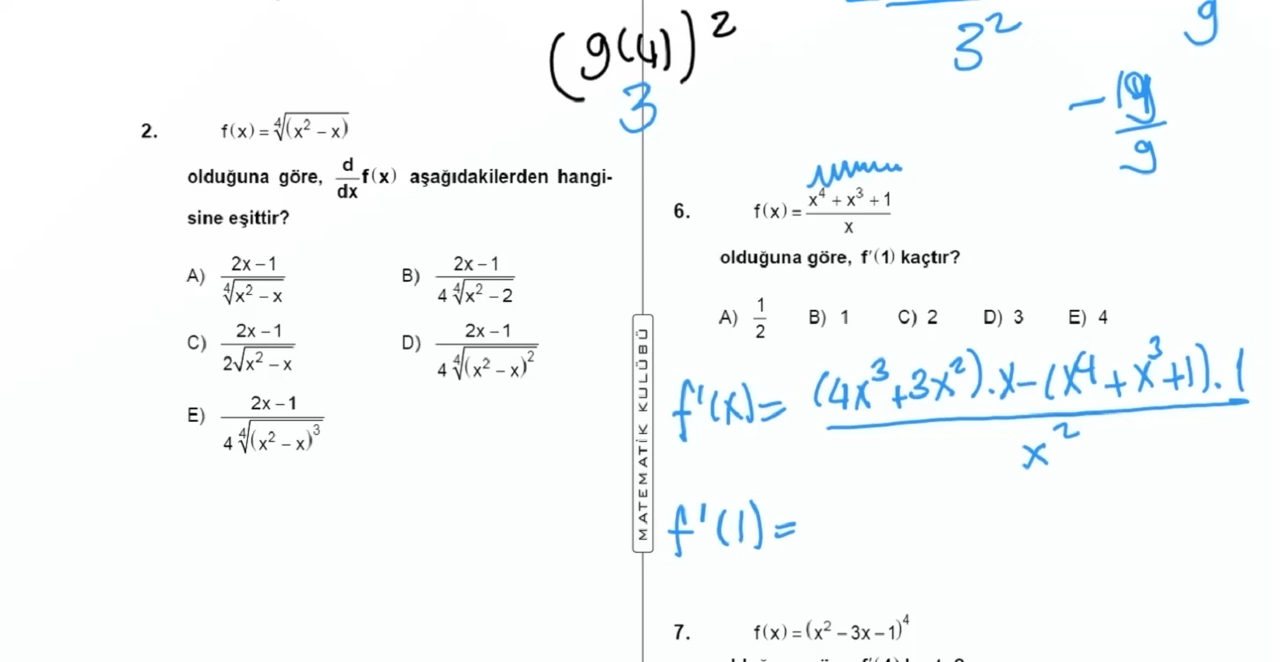 (g(4))²
3
3²
9
-19
9
2. f(x) = ⁴√(x² – x)
olduğuna göre, d/dx f(x) aşağıdakilerden hangi-
sine eşittir?
A) (2x – 1)/(⁴√(x² – x))
B) (2x – 1)/(4 ⁴√(x² – 2))
C) (2x – 1)/(2√(x² – x))
D) (2x – 1)/(4 ⁴√((x² – x)²))
E) (2x – 1)/(4 ⁴√((x² – x)³))
MATEMATİK KULÜBÜ
6. f(x) = (x⁴ + x³ + 1)/x
olduğuna göre, f'(1) kaçtır?
A) 1/2 B) 1 C) 2 D) 3 E) 4
f'(x) = ((4x³+3x²).x-(x⁴+x³+1).1)/x²
f'(1) =
7. f(x) = (x² – 3x – 1)⁴